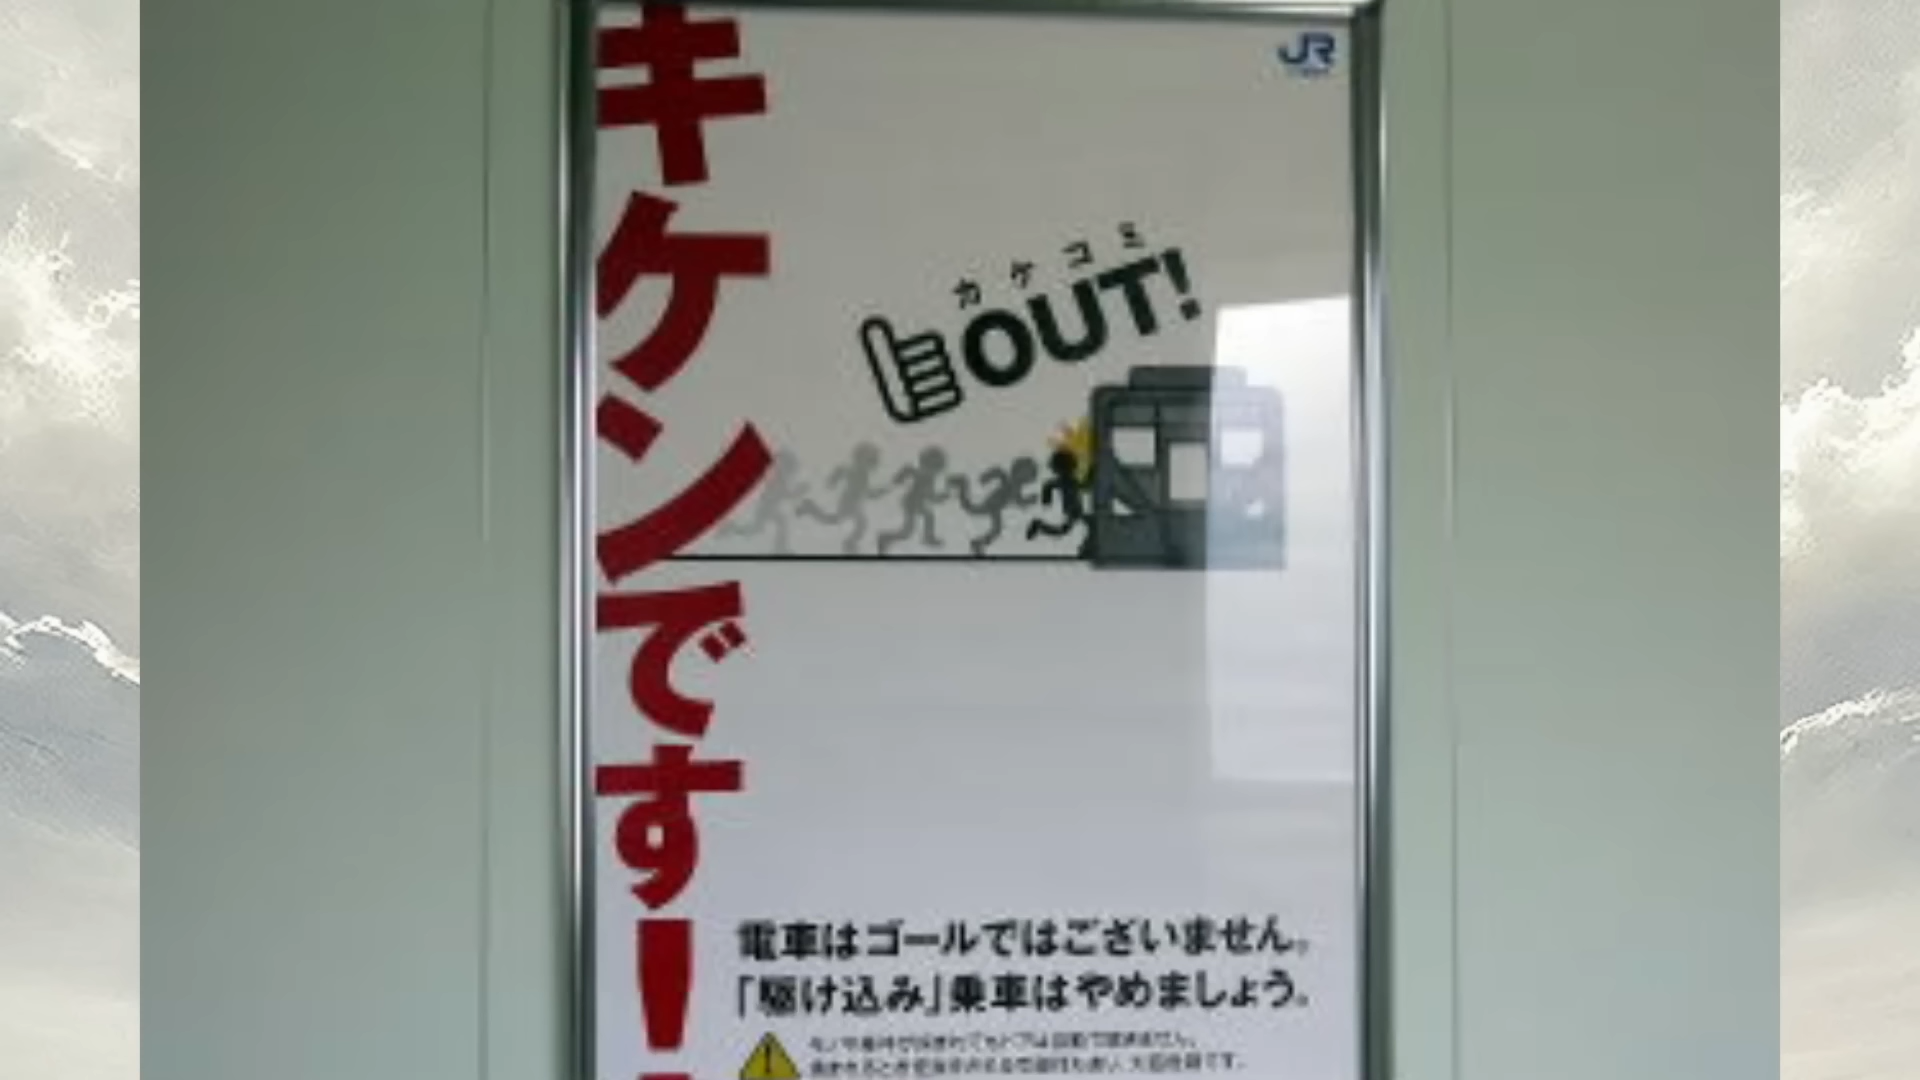 キケンです!
JR
カケコミ
OUT!
電車はゴールではございません。
「駆け込み」乗車はやめましょう。